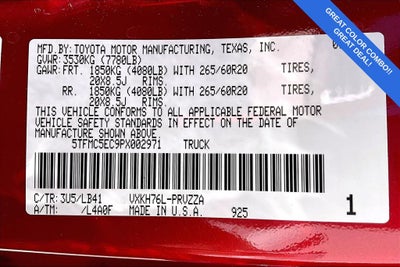 GREAT COLOR COMBO!!
GREAT DEAL!
MFD.BY: TOYOTA MOTOR MANUFACTURING, TEXAS, INC.
GVWR: 3530KG (7780LB)
GAWR: FRT. 1850KG (4080LB) WITH 265/60R20 TIRES,
20X8.5J RIMS.
RR. 1850KG (4080LB) WITH 265/60R20 TIRES,
20X8.5J RIMS.
THIS VEHICLE CONFORMS TO ALL APPLICABLE FEDERAL MOTOR
VEHICLE SAFETY STANDARDS IN EFFECT ON THE DATE OF
MANUFACTURE SHOWN ABOVE.
5TFMC5EC9PX002971 TRUCK
C/TR: 3U5/LB41 VXKH76L-PRVZZA
A/TM: /L4A0F MADE IN U.S.A. 925
1